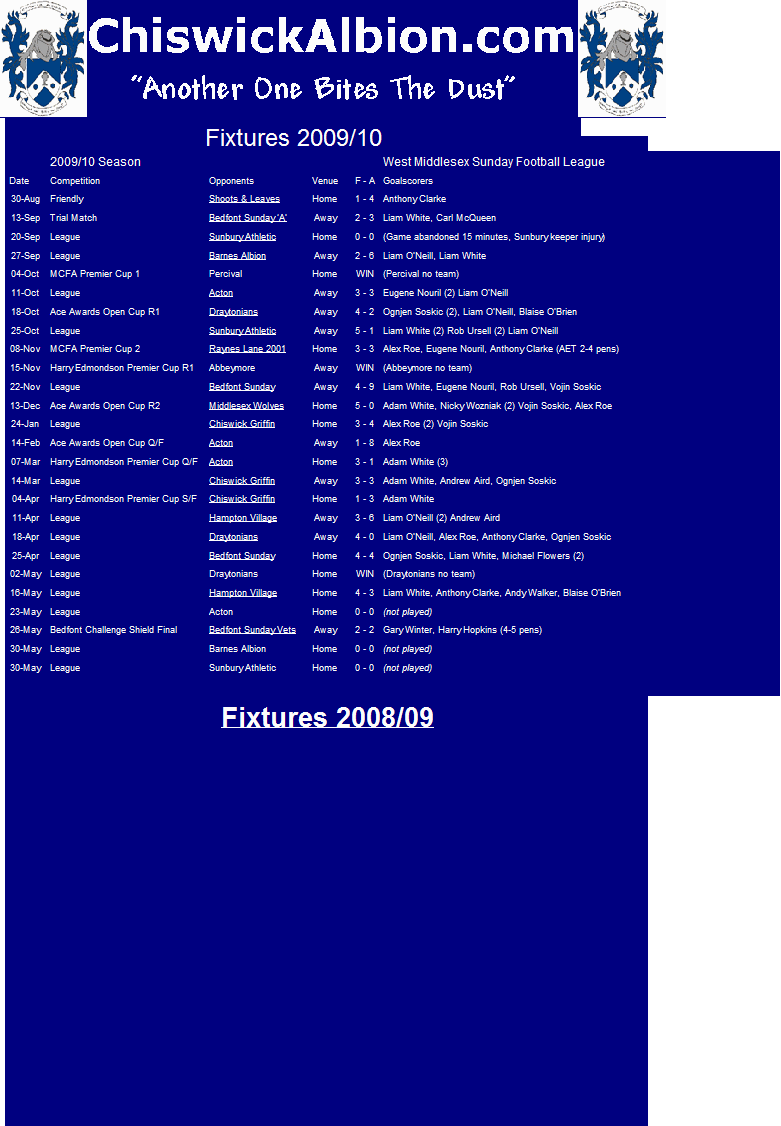 ChiswickAlbion.com
"Another One Bites The Dust"
Fixtures 2009/10
2009/10 Season West Middlesex Sunday Football League
Date Competition Opponents Venue F - A Goalscorers
30-Aug Friendly Shoots & Leaves Home 1 - 4 Anthony Clarke
13-Sep Trial Match Bedfont Sunday 'A' Away 2 - 3 Liam White, Carl McQueen
20-Sep League Sunbury Athletic Home 0 - 0 (Game abandoned 15 minutes, Sunbury keeper injury)
27-Sep League Barnes Albion Away 2 - 6 Liam O'Neill, Liam White
04-Oct MCFA Premier Cup 1 Percival Home WIN (Percival no team)
11-Oct League Acton Away 3 - 3 Eugene Nouril (2) Liam O'Neill
18-Oct Ace Awards Open Cup R1 Draytonians Away 4 - 2 Ognjen Soskic (2), Liam O'Neill, Blaise O'Brien
25-Oct League Sunbury Athletic Away 5 - 1 Liam White (2) Rob Ursell (2) Liam O'Neill
08-Nov MCFA Premier Cup 2 Raynes Lane 2001 Home 3 - 3 Alex Roe, Eugene Nouril, Anthony Clarke (AET 2-4 pens)
15-Nov Harry Edmondson Premier Cup R1 Abbeymore Away WIN (Abbeymore no team)
22-Nov League Bedfont Sunday Away 4 - 9 Liam White, Eugene Nouril, Rob Ursell, Vojin Soskic
13-Dec Ace Awards Open Cup R2 Middlesex Wolves Home 5 - 0 Adam White, Nicky Wozniak (2) Vojin Soskic, Alex Roe
24-Jan League Chiswick Griffin Home 3 - 4 Alex Roe (2) Vojin Soskic
14-Feb Ace Awards Open Cup Q/F Acton Away 1 - 8 Alex Roe
07-Mar Harry Edmondson Premier Cup Q/F Acton Home 3 - 1 Adam White (3)
14-Mar League Chiswick Griffin Away 3 - 3 Adam White, Andrew Aird, Ognjen Soskic
04-Apr Harry Edmondson Premier Cup S/F Chiswick Griffin Home 1 - 3 Adam White
11-Apr League Hampton Village Away 3 - 6 Liam O'Neill (2) Andrew Aird
18-Apr League Draytonians Away 4 - 0 Liam O'Neill, Alex Roe, Anthony Clarke, Ognjen Soskic
25-Apr League Bedfont Sunday Home 4 - 4 Ognjen Soskic, Liam White, Michael Flowers (2)
02-May League Draytonians Home WIN (Draytonians no team)
16-May League Hampton Village Home 4 - 3 Liam White, Anthony Clarke, Andy Walker, Blaise O'Brien
23-May League Acton Home 0 - 0 (not played)
26-May Bedfont Challenge Shield Final Bedfont Sunday Vets Away 2 - 2 Gary Winter, Harry Hopkins (4-5 pens)
30-May League Barnes Albion Home 0 - 0 (not played)
30-May League Sunbury Athletic Home 0 - 0 (not played)
Fixtures 2008/09